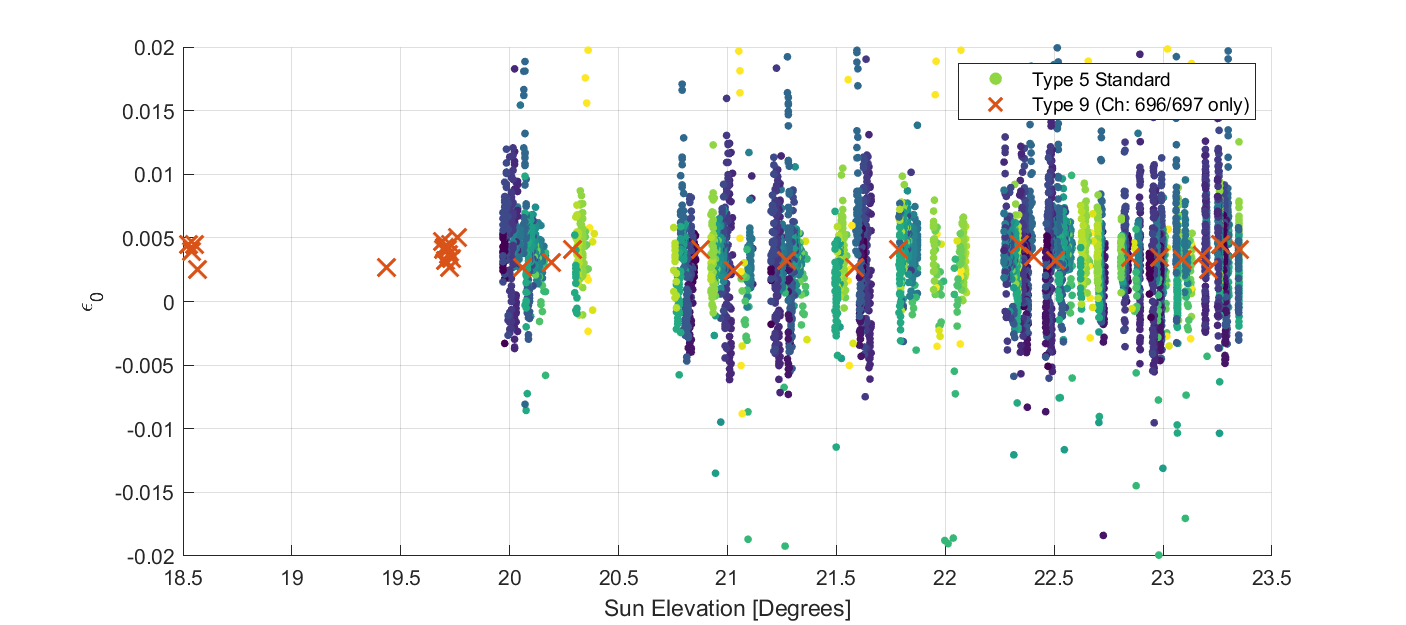 0.02
0.015
0.01
0.005
0
-0.005
-0.01
-0.015
-0.02
ϵ0
18.5 19 19.5 20 20.5 21 21.5 22 22.5 23 23.5
Sun Elevation [Degrees]
Type 5 Standard
Type 9 (Ch: 696/697 only)